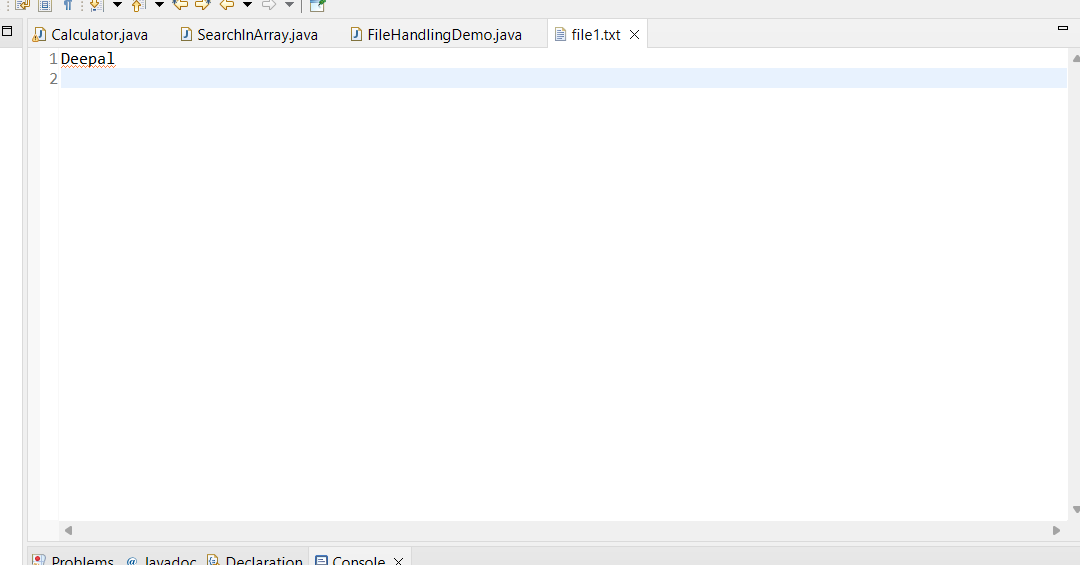 Calculator.java SearchInArray.java FileHandlingDemo.java file1.txt
1 Deepal
2
Problems @ Javadoc Declaration Console